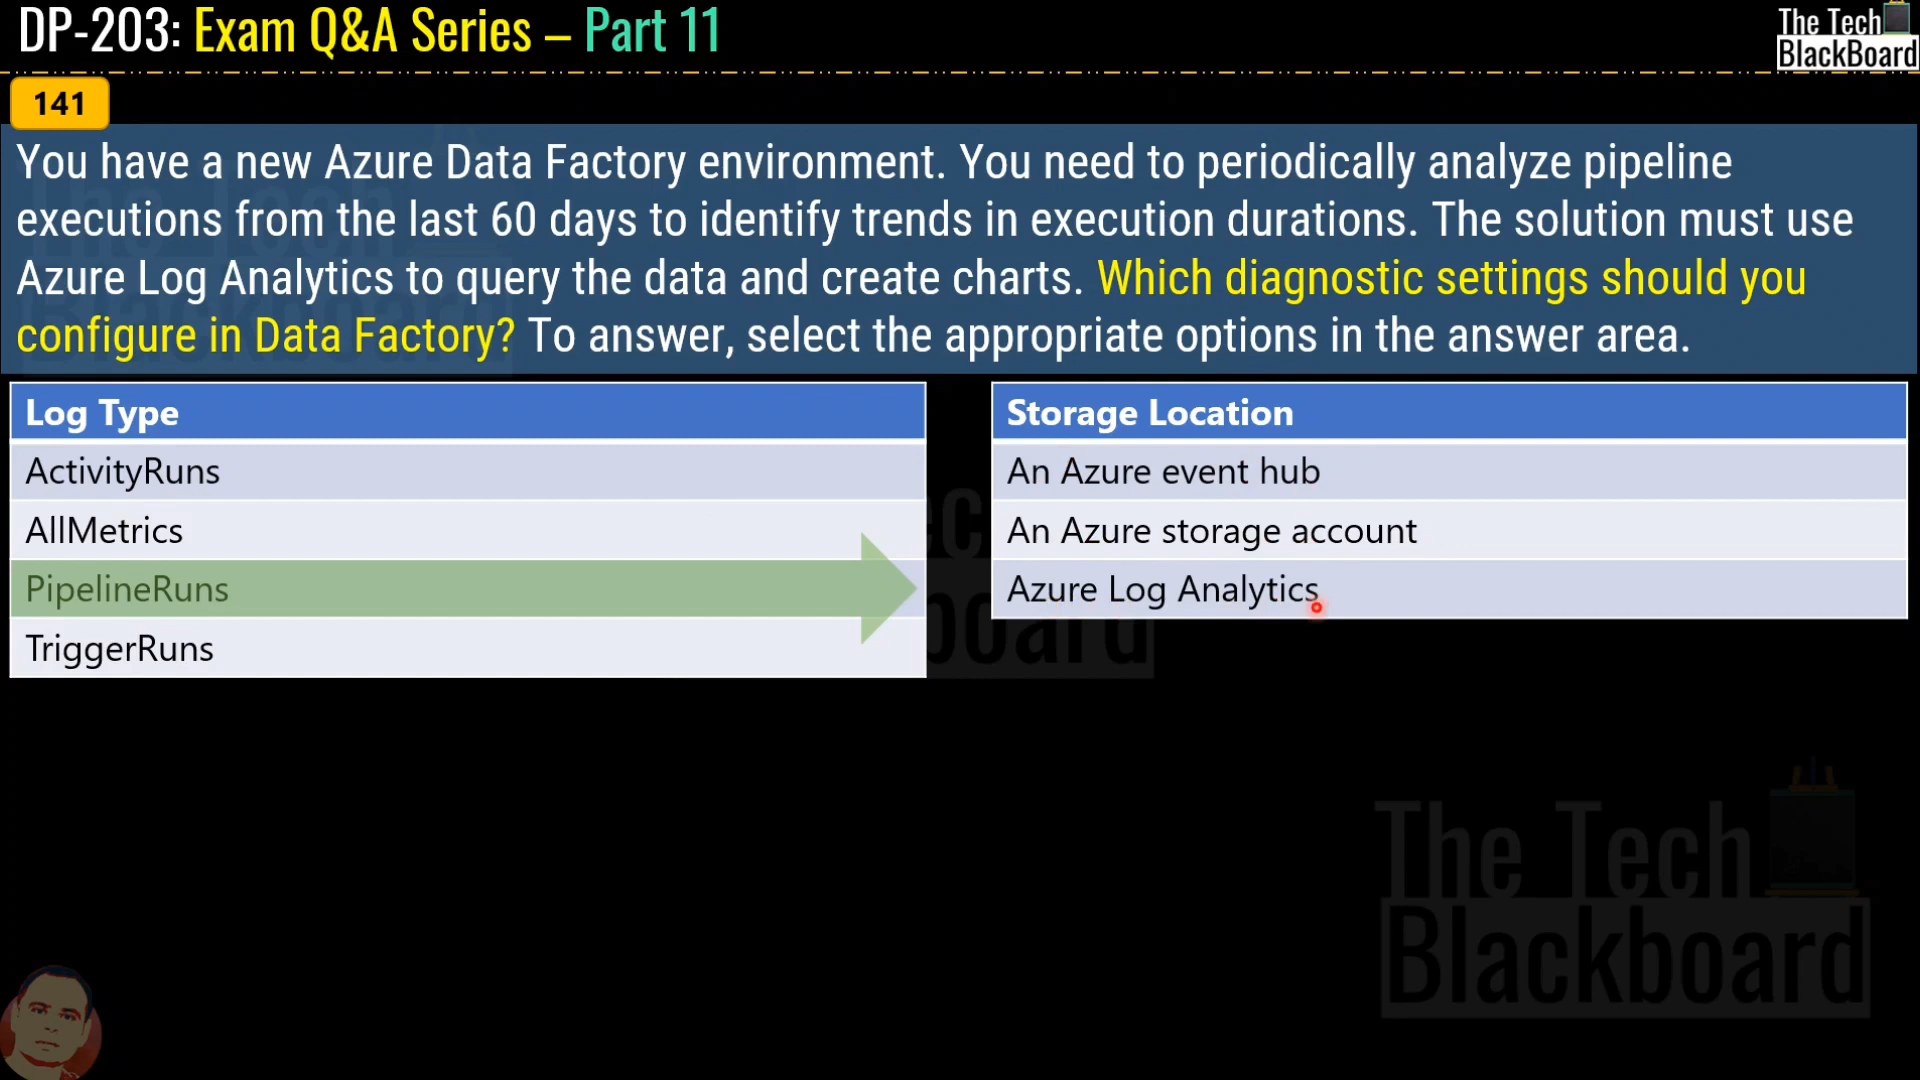 DP-203: Exam Q&A Series – Part 11
The Tech
BlackBoard
141
You have a new Azure Data Factory environment. You need to periodically analyze pipeline
executions from the last 60 days to identify trends in execution durations. The solution must use
Azure Log Analytics to query the data and create charts. Which diagnostic settings should you
configure in Data Factory? To answer, select the appropriate options in the answer area.
Log Type
ActivityRuns
AllMetrics
PipelineRuns
TriggerRuns
Storage Location
An Azure event hub
An Azure storage account
Azure Log Analytics
The Tech
Blackboard